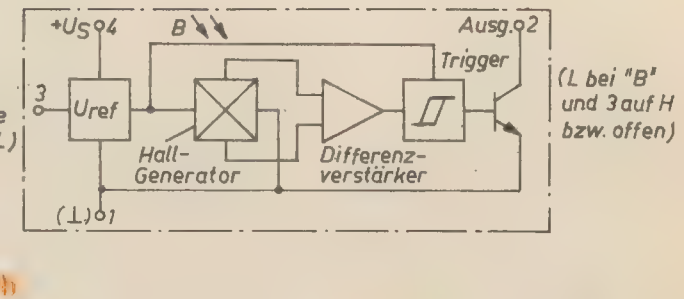 +US 4
B
Ausg. 2
Trigger
3
e
L)
Uref
(L bei "B"
und 3 auf H
bzw. offen)
Hall-
Generator
Differenz-
verstärker
(⊥) 1
h